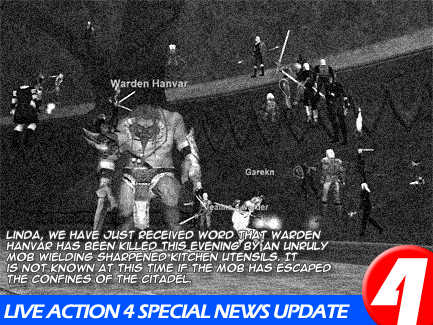 Warden Hanvar
Garekn
LINDA, WE HAVE JUST RECEIVED WORD THAT WARDEN
HANVAR HAS BEEN KILLED THIS EVENING BY AN UNRULY
MOB WIELDING SHARPENED KITCHEN UTENSILS. IT
IS NOT KNOWN AT THIS TIME IF THE MOB HAS ESCAPED
THE CONFINES OF THE CITADEL.
LIVE ACTION 4 SPECIAL NEWS UPDATE
4